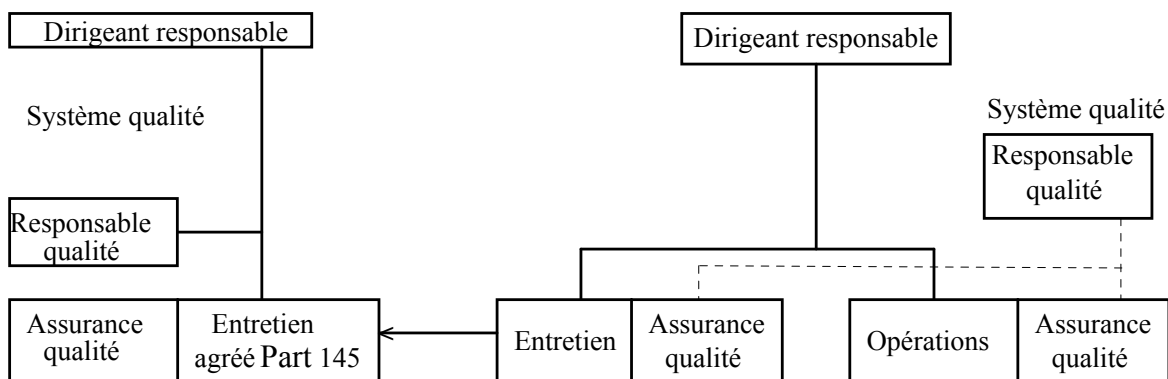 Dirigeant responsable
Dirigeant responsable
Système qualité
Système qualité
Responsable
qualité
Responsable
qualité
Assurance
qualité
Entretien
agréé Part 145
Entretien
Assurance
qualité
Opérations
Assurance
qualité